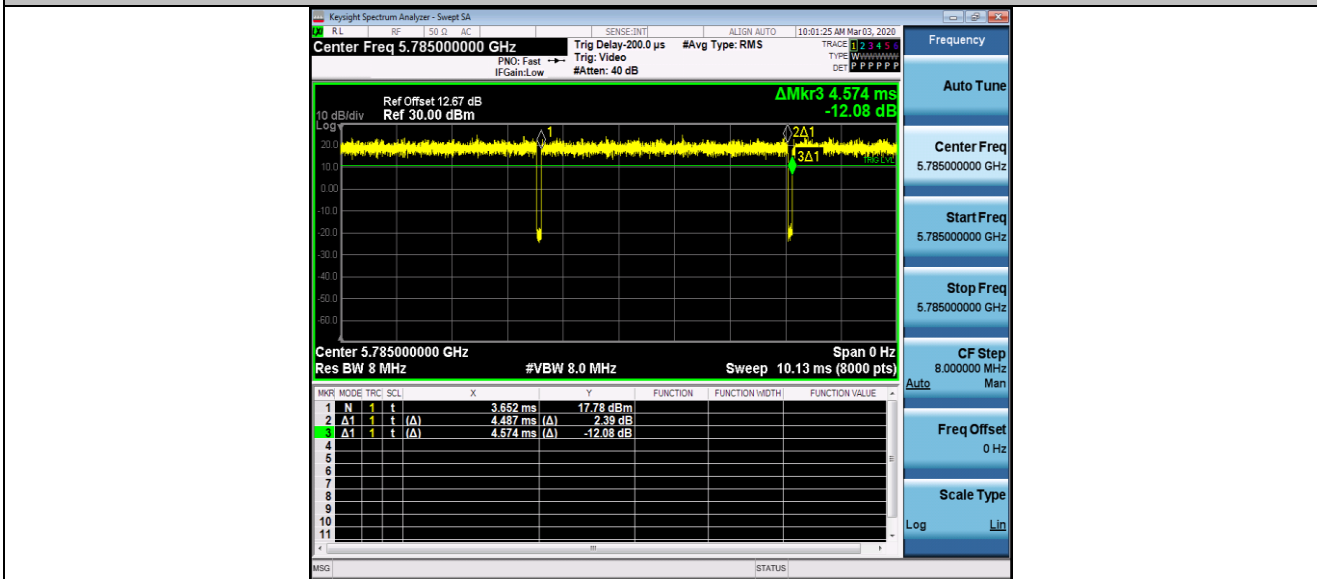 Keysight Spectrum Analyzer - Swept SA
RL RF 50 Ω AC SENSE:INT ALIGN AUTO 10:01:25 AM Mar 03, 2020
Center Freq 5.785000000 GHz Trig Delay-200.0 µs #Avg Type: RMS TRACE 1 2 3 4 5 6
PNO: Fast Trig: Video TYPE WWWWWW
IFGain:Low #Atten: 40 dB DET P P P P P P
Frequency
ΔMkr3 4.574 ms
-12.08 dB
Ref Offset 12.67 dB
10 dB/div Ref 30.00 dBm
Log
1
2Δ1
3Δ1
TRIG LVL
20.0
10.0
0.00
-10.0
-20.0
-30.0
-40.0
-50.0
-60.0
Center 5.785000000 GHz Span 0 Hz
Res BW 8 MHz #VBW 8.0 MHz Sweep 10.13 ms (8000 pts)
MKR MODE TRC SCL X Y FUNCTION FUNCTION WIDTH FUNCTION VALUE
1 N 1 t 3.652 ms 17.78 dBm
2 Δ1 1 t (Δ) 4.487 ms (Δ) 2.39 dB
3 Δ1 1 t (Δ) 4.574 ms (Δ) -12.08 dB
4
5
6
7
8
9
10
11
MSG STATUS
Auto Tune
Center Freq
5.785000000 GHz
Start Freq
5.785000000 GHz
Stop Freq
5.785000000 GHz
CF Step
8.000000 MHz
Auto Man
Freq Offset
0 Hz
Scale Type
Log Lin